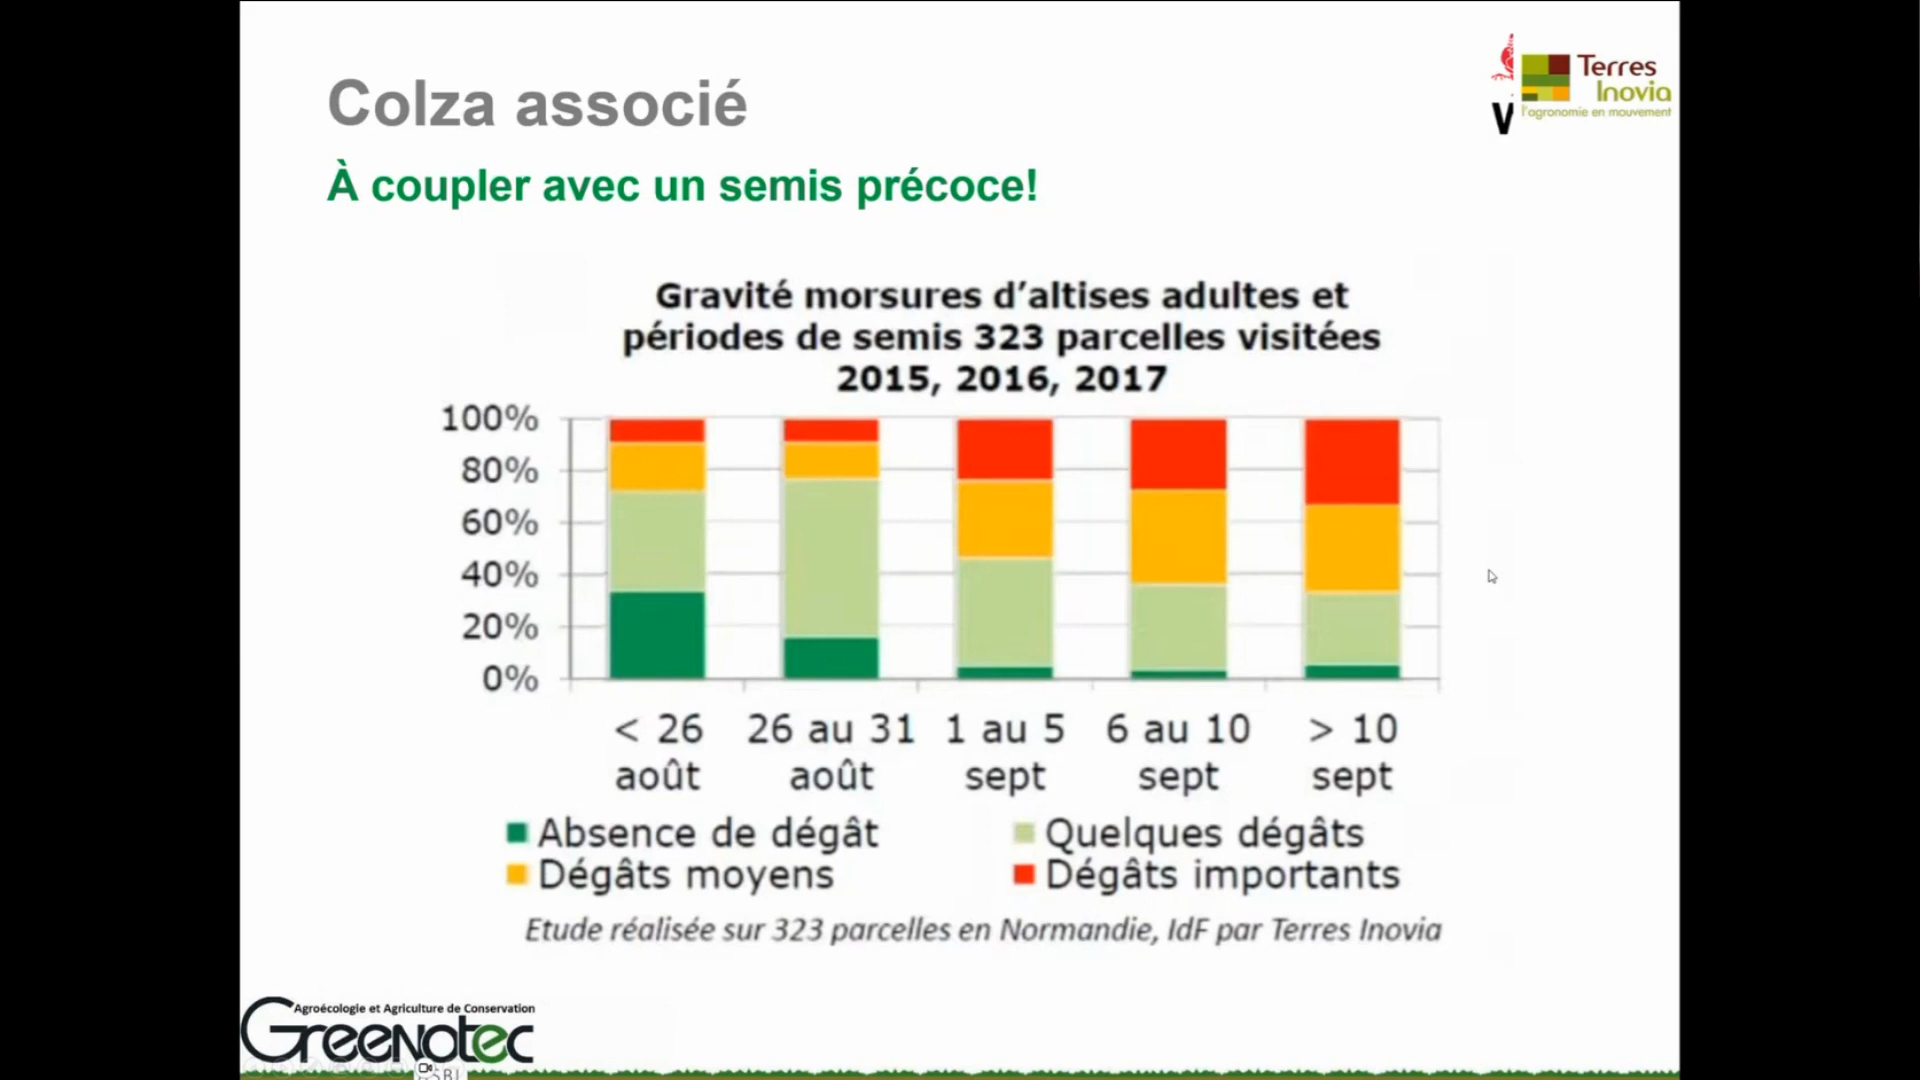 Colza associé
À coupler avec un semis précoce!
V
Terres
Inovia
l'agronomie en mouvement
Gravité morsures d'altises adultes et
périodes de semis 323 parcelles visitées
2015, 2016, 2017
100%
80%
60%
40%
20%
0%
< 26 août
26 au 31 août
1 au 5 sept
6 au 10 sept
> 10 sept
Absence de dégât
Quelques dégâts
Dégâts moyens
Dégâts importants
Etude réalisée sur 323 parcelles en Normandie, IdF par Terres Inovia
Agroécologie et Agriculture de Conservation
Greenotec